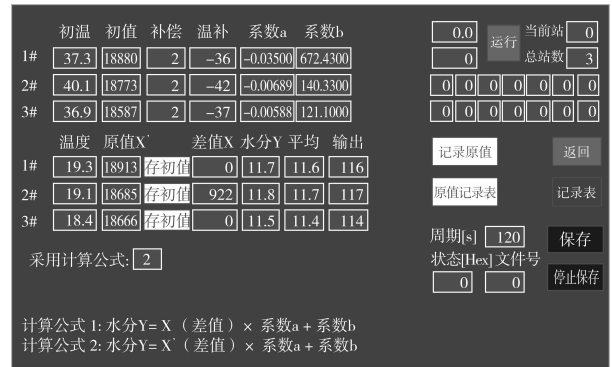 初温 初值 补偿 温补 系数a 系数b
1# 37.3 18880 2 -36 -0.03500 672.4300
2# 40.1 18773 2 -42 -0.00689 140.3300
3# 36.9 18587 2 -37 -0.00588 121.1000
温度 原值X' 差值X 水分Y 平均 输出
1# 19.3 18913 存初值 0 11.7 11.6 116
2# 19.1 18685 存初值 922 11.8 11.7 117
3# 18.4 18666 存初值 0 11.5 11.4 114
采用计算公式: 2
计算公式 1: 水分Y= X （差值）× 系数a + 系数b
计算公式 2: 水分Y= X'（差值）× 系数a + 系数b
0.0 运行 当前站 0
0 总站数 3
0 0 0 0 0 0 0
0 0 0 0 0 0 0
记录原值 返回
原值记录表 记录表
周期[s] 120 保存
状态[Hex] 文件号
0 0 停止保存